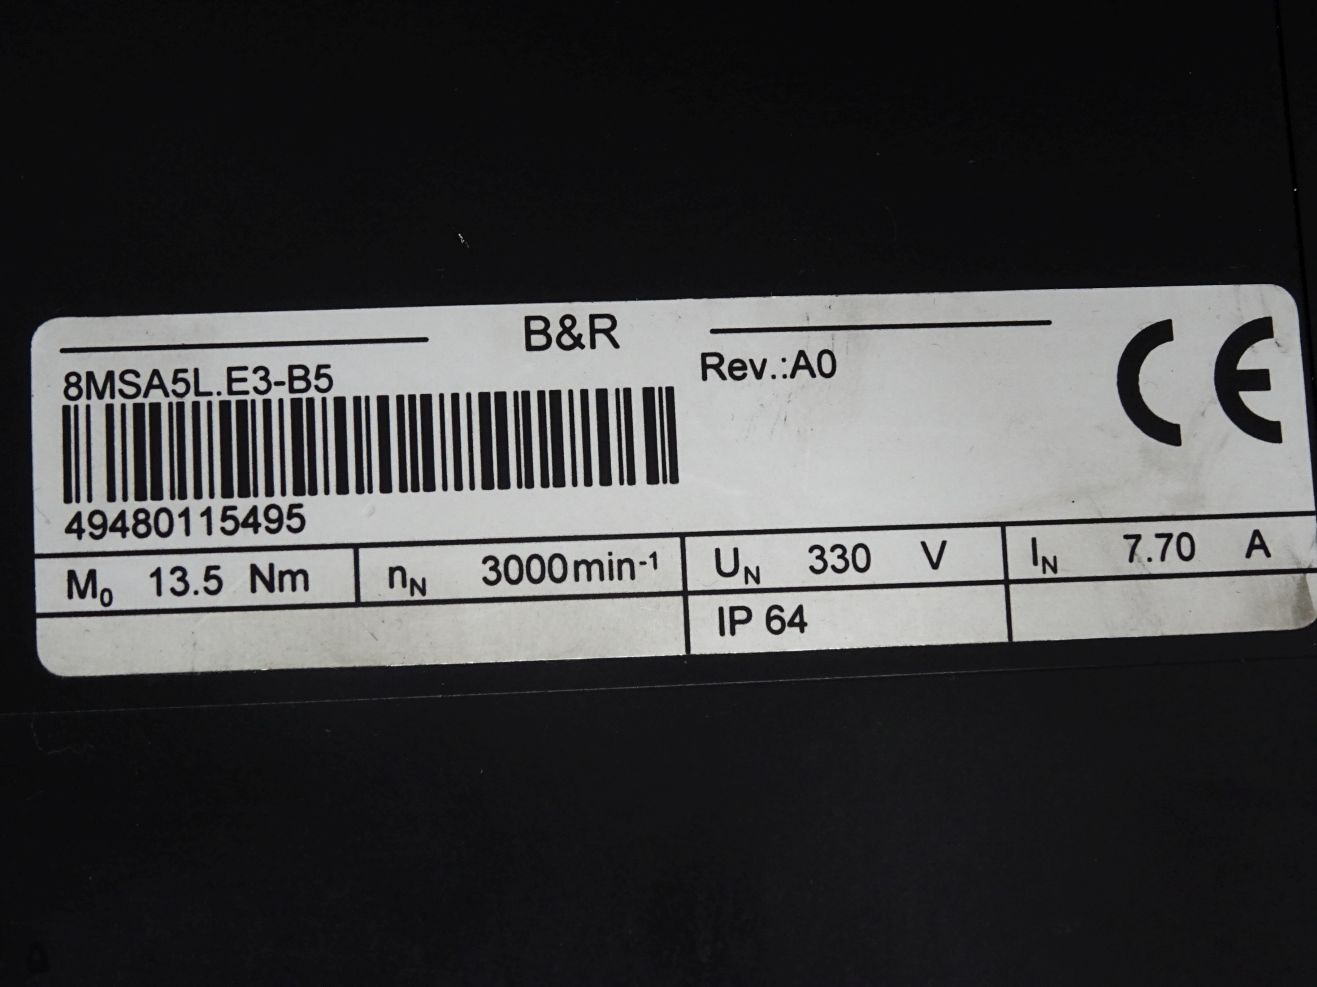 B&R
8MSA5L.E3-B5 Rev.:A0
CE
49480115495
M₀ 13.5 Nm nN 3000min⁻¹ UN 330 V IN 7.70 A
IP 64